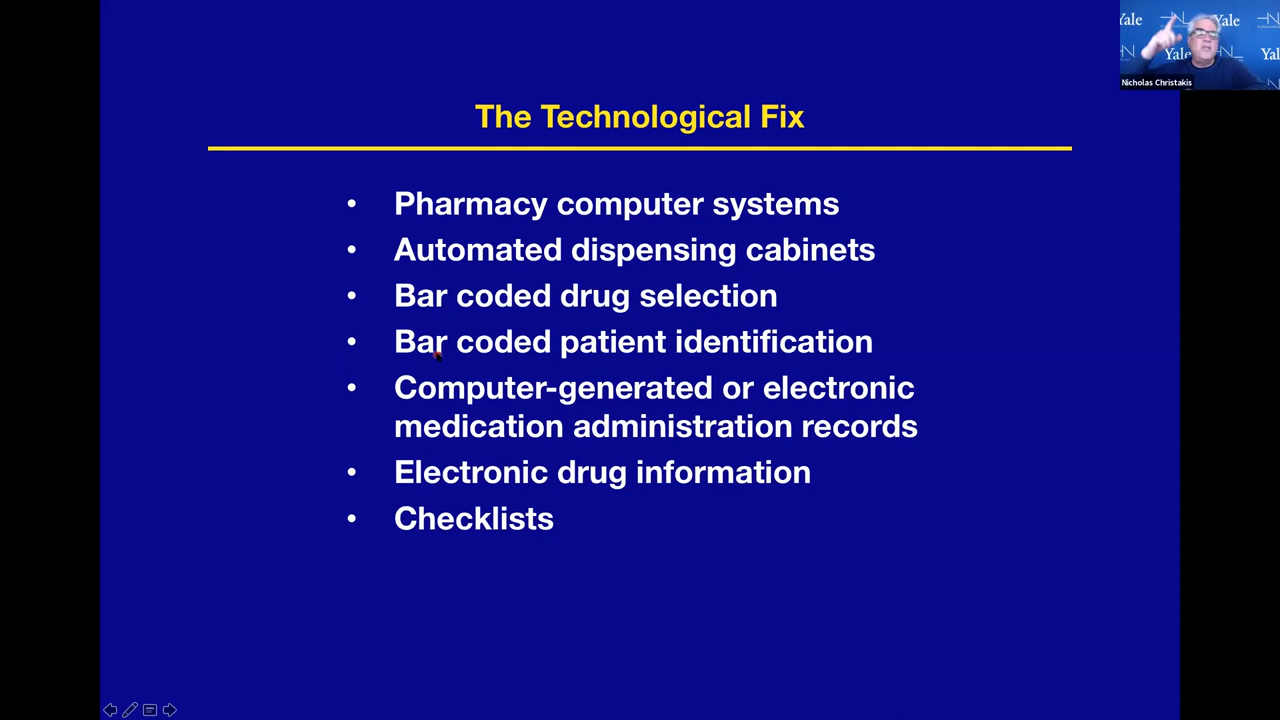 The Technological Fix
• Pharmacy computer systems
• Automated dispensing cabinets
• Bar coded drug selection
• Bar coded patient identification
• Computer-generated or electronic
medication administration records
• Electronic drug information
• Checklists
Yale
Yale
Yale
Yal
Nicholas Christakis